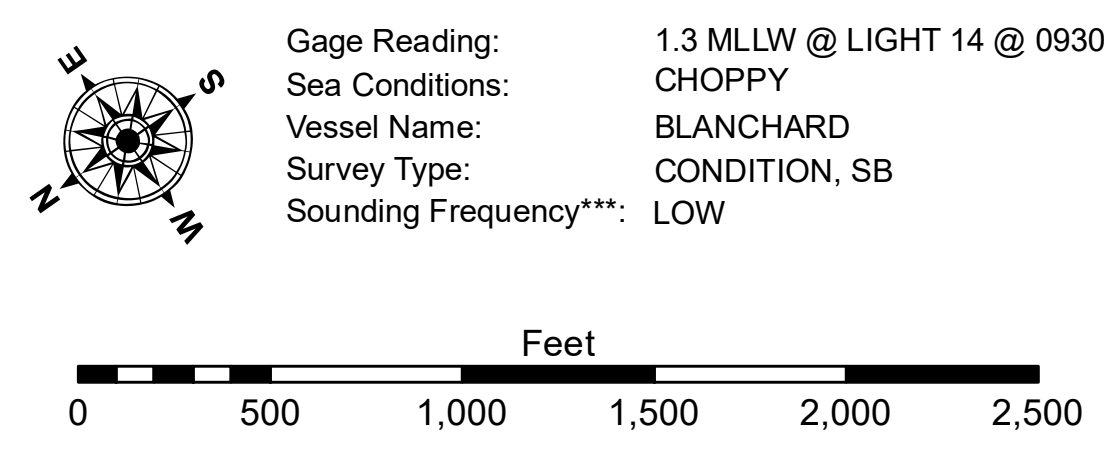 E
S
N
W
Gage Reading: 1.3 MLLW @ LIGHT 14 @ 0930
Sea Conditions: CHOPPY
Vessel Name: BLANCHARD
Survey Type: CONDITION, SB
Sounding Frequency***: LOW
Feet
0 500 1,000 1,500 2,000 2,500